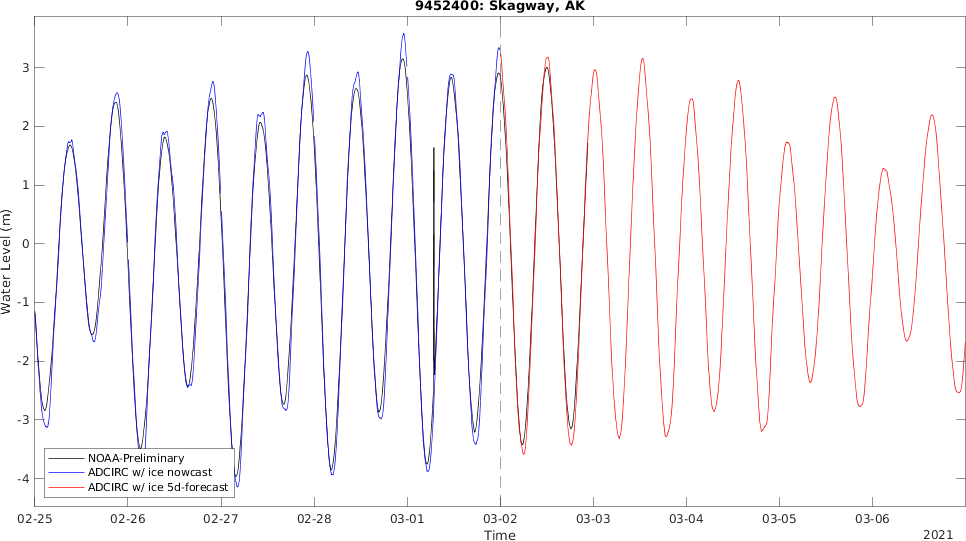 9452400: Skagway, AK
Water Level (m)
3
2
1
0
-1
-2
-3
-4
NOAA-Preliminary
ADCIRC w/ ice nowcast
ADCIRC w/ ice 5d-forecast
02-25 02-26 02-27 02-28 03-01 03-02 03-03 03-04 03-05 03-06
Time
2021